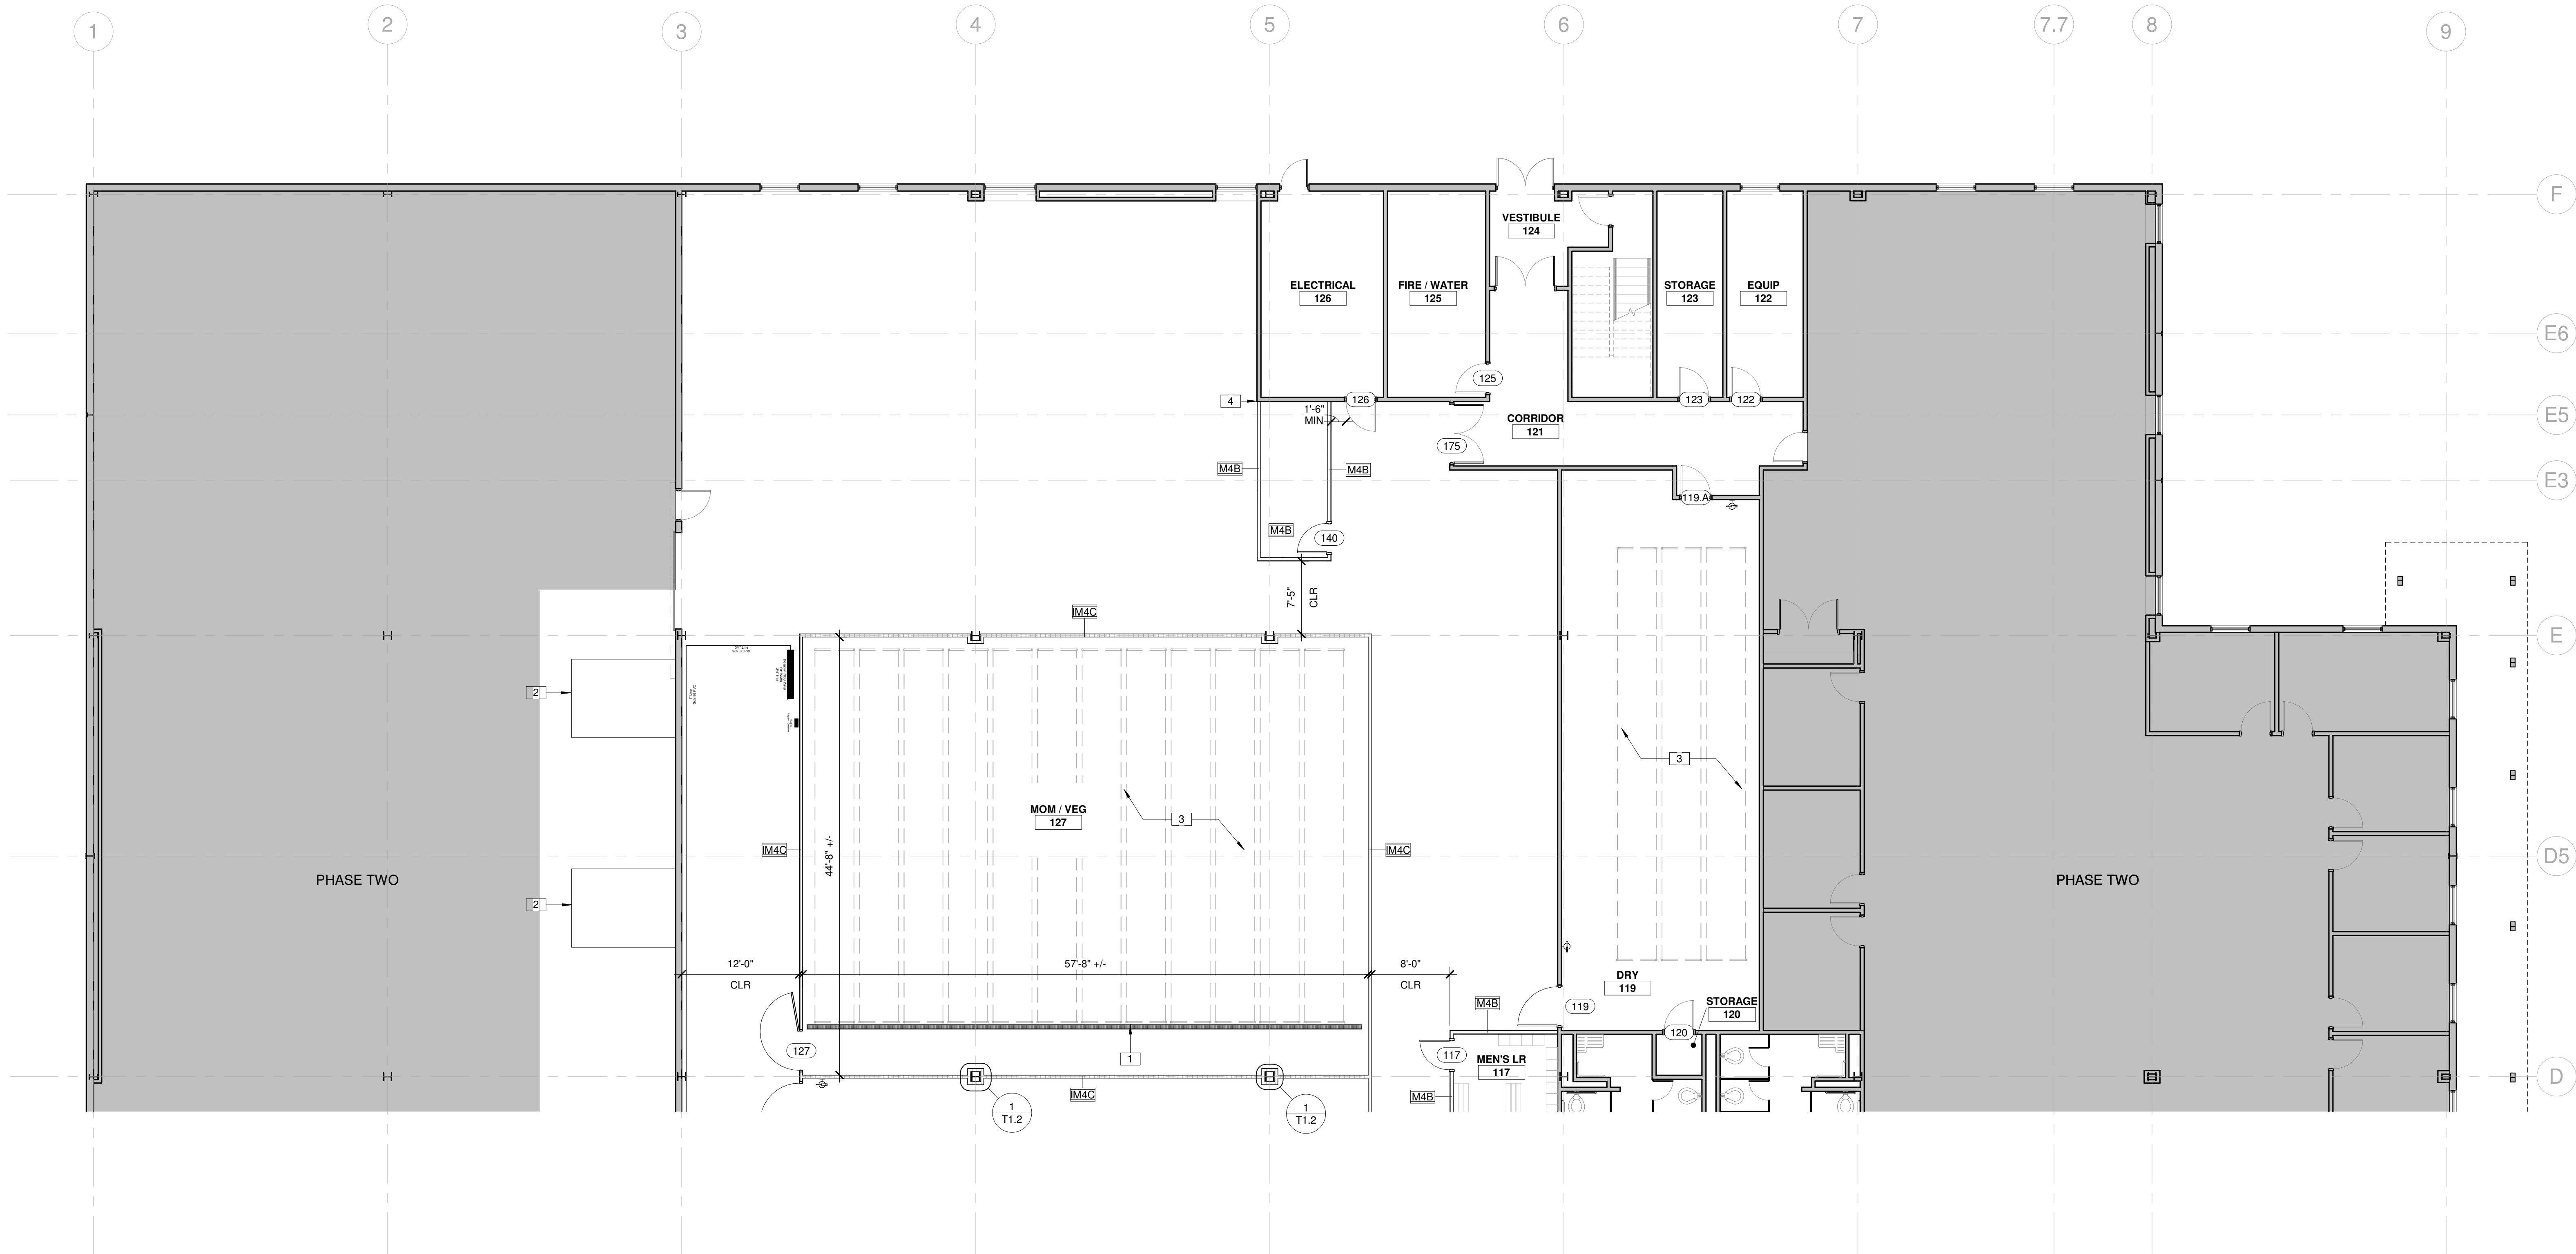 1
2
3
4
5
6
7
7.7
8
9
F
VESTIBULE
124
ELECTRICAL
126
FIRE / WATER
125
STORAGE
123
EQUIP
122
E6
125
4
1'-6"
MIN
126
123
122
CORRIDOR
121
E5
175
M4B
M4B
E3
119.A
M4B
140
7'-5"
CLR
IM4C
E
2
3
MOM / VEG
127
3
44'-8" +/-
IM4C
IM4C
D5
PHASE TWO
PHASE TWO
2
12'-0"
CLR
57'-8" +/-
8'-0"
CLR
DRY
119
STORAGE
120
M4B
119
120
127
1
117
MEN'S LR
117
D
IM4C
M4B
1
T1.2
1
T1.2